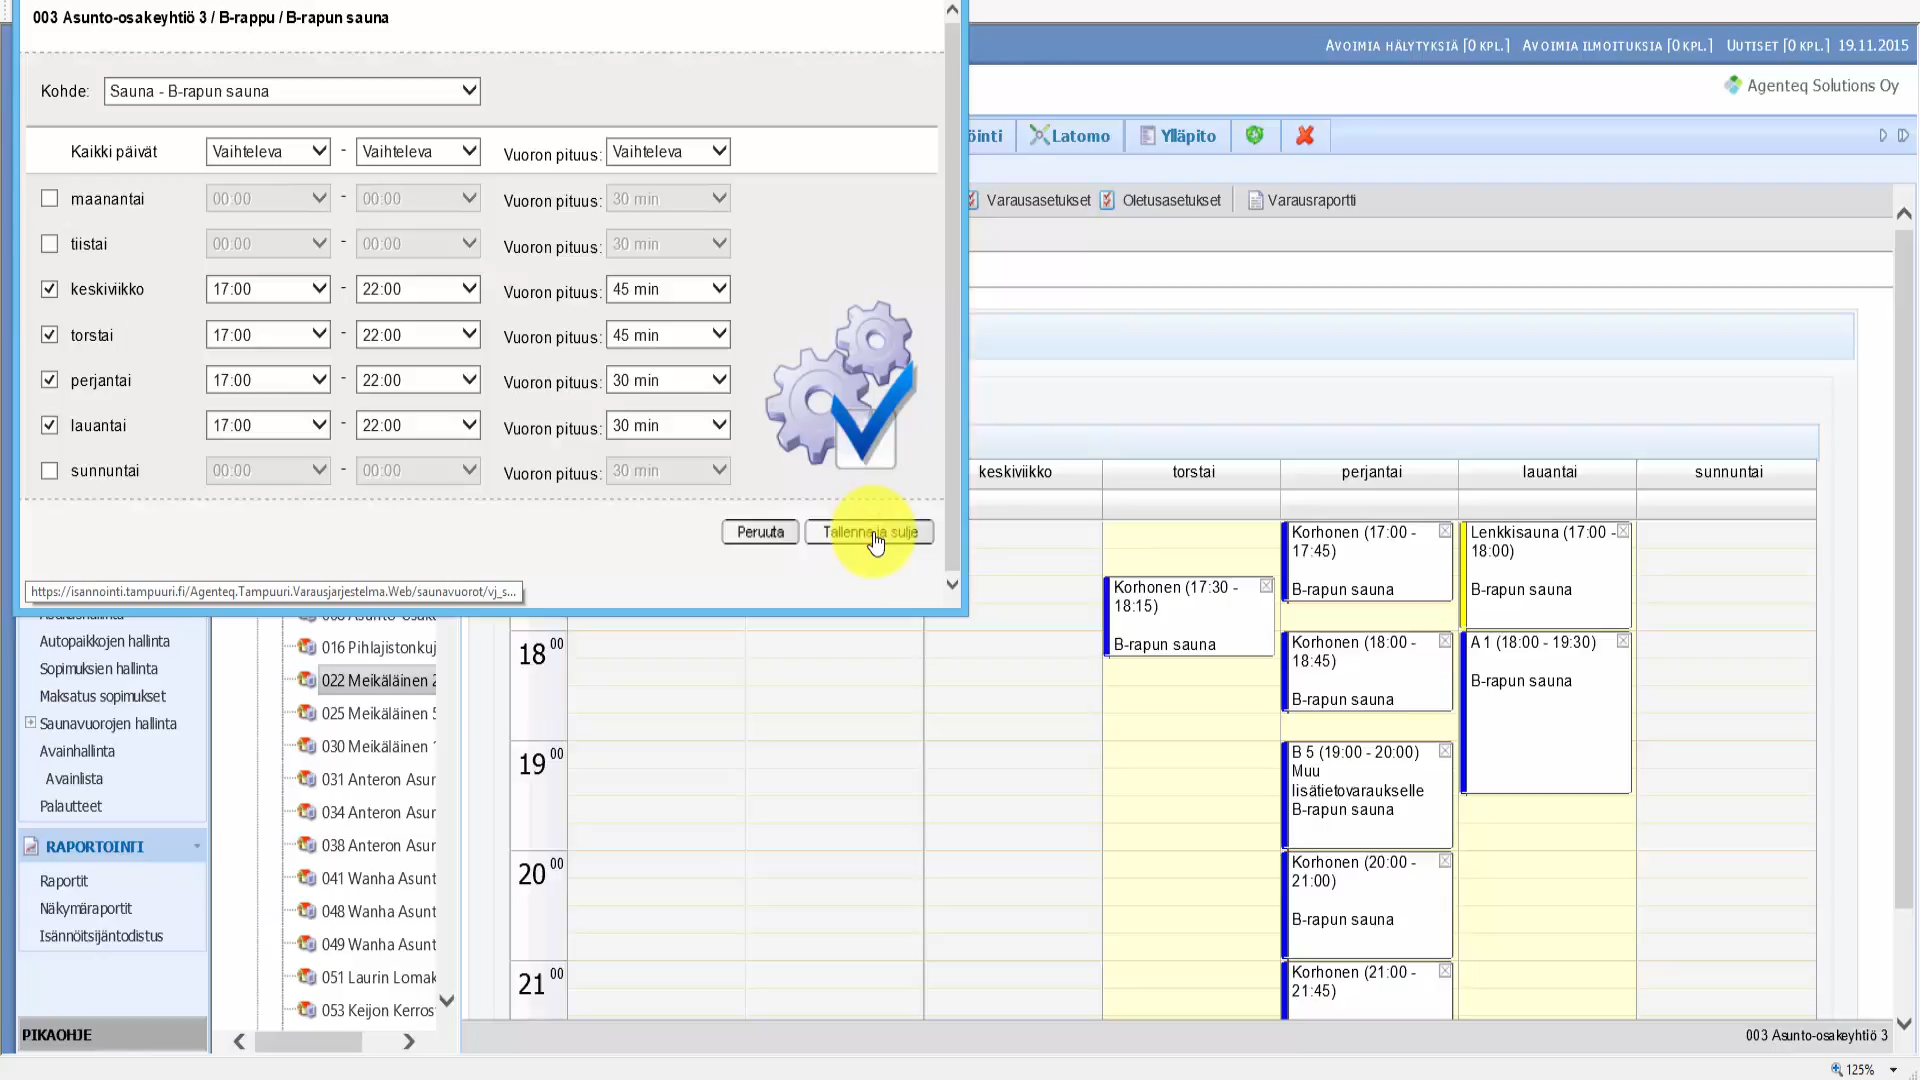 003 Asunto-osakeyhtiö 3 / B-rappu / B-rapun sauna
Kohde: Sauna - B-rapun sauna
Kaikki päivät Vaihteleva - Vaihteleva Vuoron pituus: Vaihteleva
maanantai 00:00 - 00:00 Vuoron pituus: 30 min
tiistai 00:00 - 00:00 Vuoron pituus: 30 min
keskiviikko 17:00 - 22:00 Vuoron pituus: 45 min
torstai 17:00 - 22:00 Vuoron pituus: 45 min
perjantai 17:00 - 22:00 Vuoron pituus: 30 min
lauantai 17:00 - 22:00 Vuoron pituus: 30 min
sunnuntai 00:00 - 00:00 Vuoron pituus: 30 min
Peruuta Tallenna ja sulje
https://isannointi.tampuuri.fi/Agenteq.Tampuuri.Varausjarjestelma.Web/saunavuorot/vj_s...
AVOIMIA HÄLYTYKSIÄ [0 KPL.] AVOIMIA ILMOITUKSIA [0 KPL.] UUTISET [0 KPL.] 19.11.2015
Agenteq Solutions Oy
öinti Latomo Ylläpito
Varausasetukset Oletusasetukset Varausraportti
keskiviikko torstai perjantai lauantai sunnuntai
Korhonen (17:30 -
18:15)
B-rapun sauna
Korhonen (17:00 -
17:45)
B-rapun sauna
Korhonen (18:00 -
18:45)
B-rapun sauna
B 5 (19:00 - 20:00)
Muu
lisätietovaraukselle
B-rapun sauna
Korhonen (20:00 -
21:00)
B-rapun sauna
Korhonen (21:00 -
21:45)
Lenkkisauna (17:00 -
18:00)
B-rapun sauna
A 1 (18:00 - 19:30)
B-rapun sauna
18 00
19 00
20 00
21 00
Autopaikkojen hallinta
Sopimuksien hallinta
Maksatus sopimukset
Saunavuorojen hallinta
Avainhallinta
Avainlista
Palautteet
RAPORTOINTI
Raportit
Näkymäraportit
Isännöitsijäntodistus
PIKAOHJE
016 Pihlajistonkuj
022 Meikäläinen 2
025 Meikäläinen 5
030 Meikäläinen
031 Anteron Asur
034 Anteron Asur
038 Anteron Asur
041 Wanha Asunt
048 Wanha Asunt
049 Wanha Asunt
051 Laurin Lomak
053 Keijon Kerros
003 Asunto-osakeyhtiö 3
125%